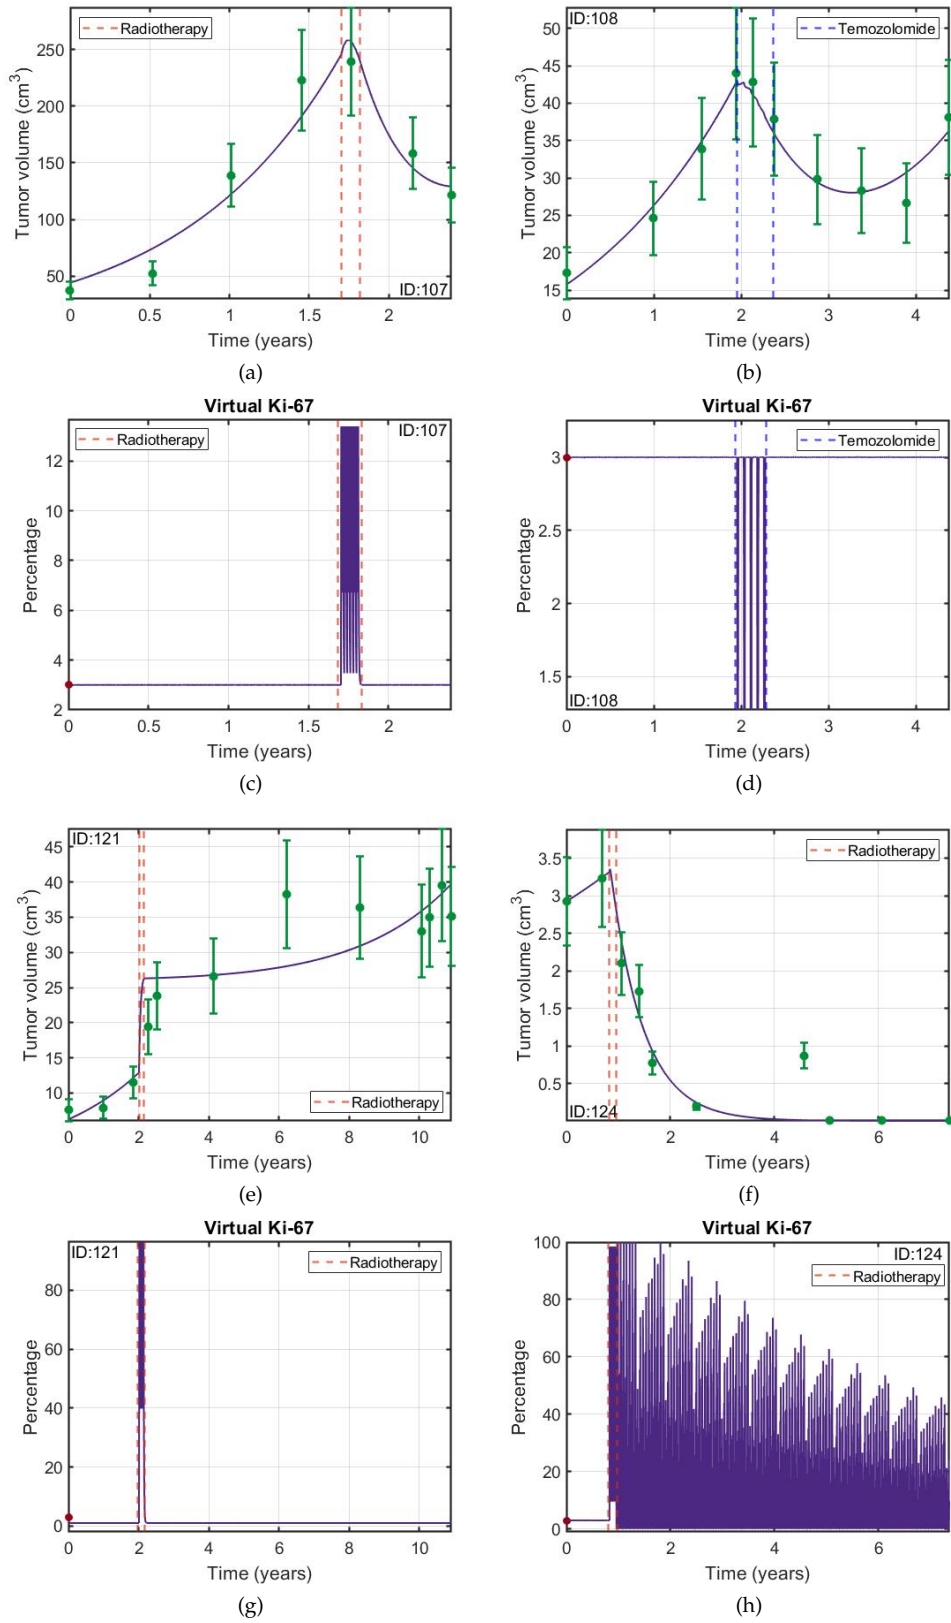 Radiotherapy
250
200
150
100
50
Tumor volume (cm³)
ID:107
0 0.5 1 1.5 2
Time (years)
(a)
ID:108
Temozolomide
50
45
40
35
30
25
20
15
Tumor volume (cm³)
0 1 2 3 4
Time (years)
(b)
Virtual Ki-67
Radiotherapy
ID:107
12
10
8
6
4
2
Percentage
0 0.5 1 1.5 2
Time (years)
(c)
Virtual Ki-67
Temozolomide
3
2.5
2
1.5
Percentage
ID:108
0 1 2 3 4
Time (years)
(d)
ID:121
45
40
35
30
25
20
15
10
Tumor volume (cm³)
Radiotherapy
0 2 4 6 8 10
Time (years)
(e)
Radiotherapy
3.5
3
2.5
2
1.5
1
0.5
Tumor volume (cm³)
ID:124
0 2 4 6
Time (years)
(f)
Virtual Ki-67
ID:121
Radiotherapy
80
60
40
20
0
Percentage
0 2 4 6 8 10
Time (years)
(g)
Virtual Ki-67
ID:124
Radiotherapy
100
80
60
40
20
0
Percentage
0 2 4 6
Time (years)
(h)